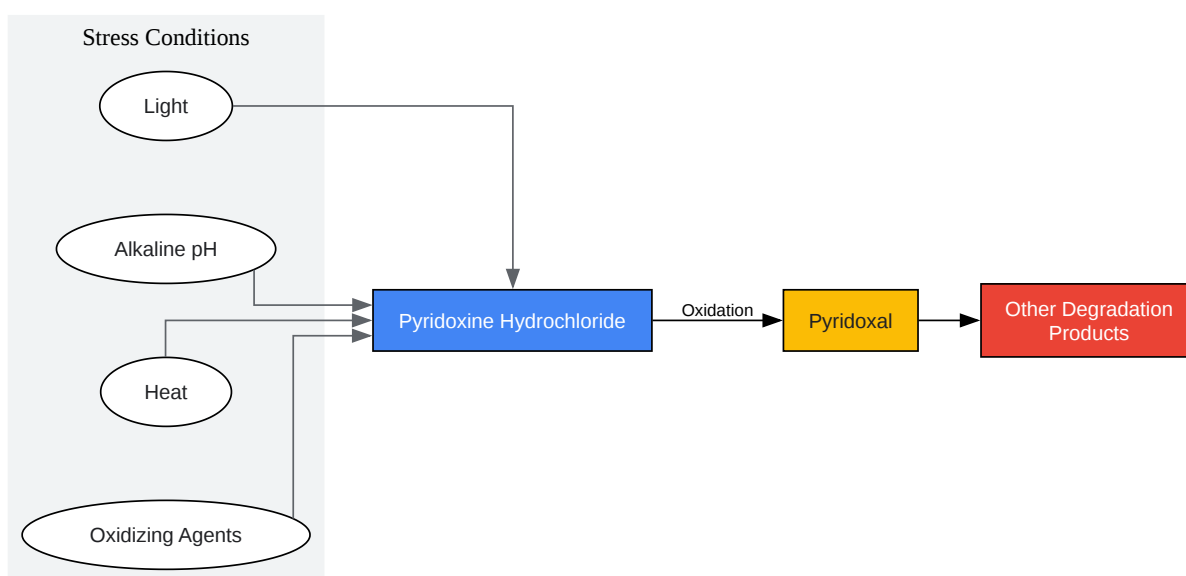 Stress Conditions
Light
Alkaline pH
Heat
Oxidizing Agents
Pyridoxine Hydrochloride
Oxidation
Pyridoxal
Other Degradation
Products